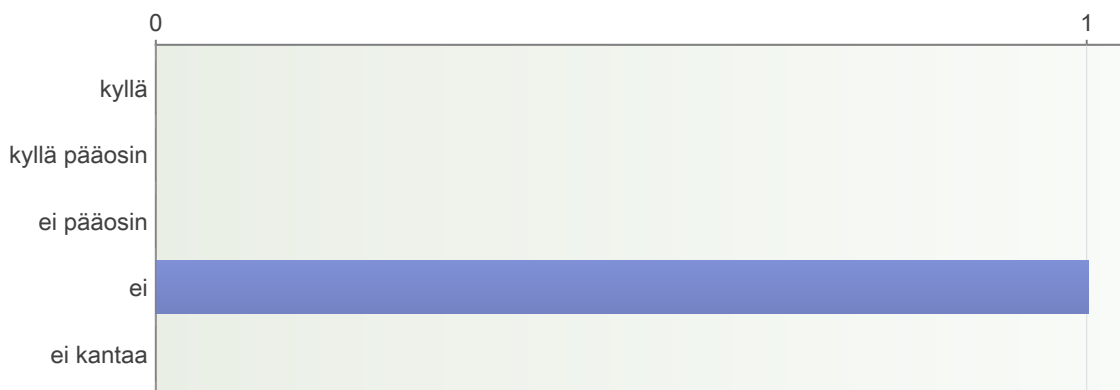 0 1
kyllä
kyllä pääosin
ei pääosin
ei
ei kantaa